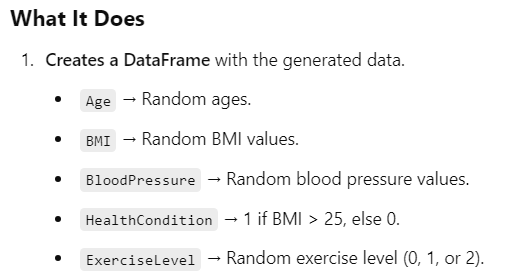 What It Does
1. Creates a DataFrame with the generated data.
• Age → Random ages.
• BMI → Random BMI values.
• BloodPressure → Random blood pressure values.
• HealthCondition → 1 if BMI > 25, else 0.
• ExerciseLevel → Random exercise level (0, 1, or 2).